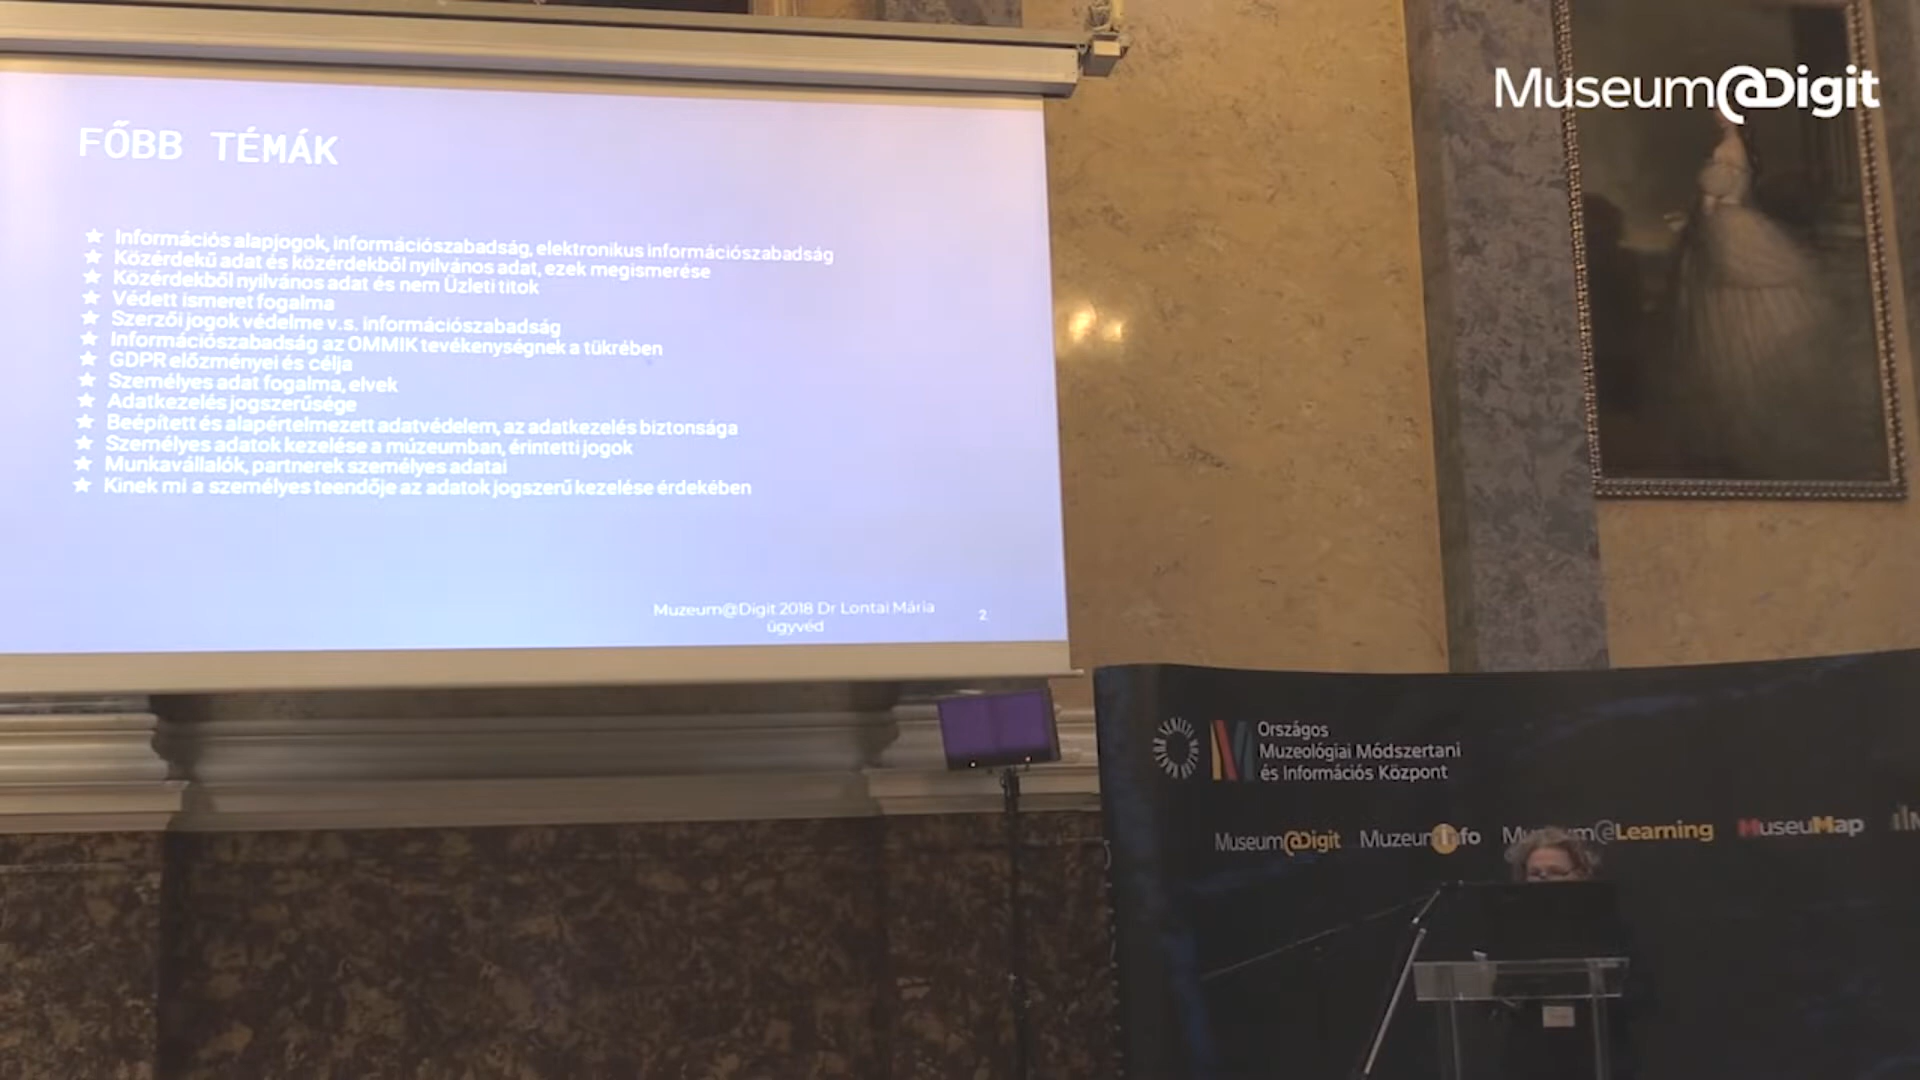 Museum@Digit
FŐBB TÉMÁK
★ Információs alapjogok, információszabadság, elektronikus információszabadság
★ Közérdekű adat és közérdekből nyilvános adat, ezek megismerése
★ Közérdekből nyilvános adat és nem Üzleti titok
★ Védett ismeret fogalma
★ Szerzői jogok védelme v.s. információszabadság
★ Információszabadság az OMMIK tevékenységnek a tükrében
★ GDPR előzményei és célja
★ Személyes adat fogalma, elvek
★ Adatkezelés jogszerűsége
★ Beépített és alapértelmezett adatvédelem, az adatkezelés biztonsága
★ Személyes adatok kezelése a múzeumban, érintetti jogok
★ Munkavállalók, partnerek személyes adatai
★ Kinek mi a személyes teendője az adatok jogszerű kezelése érdekében
Muzeum@Digit 2018 Dr Lontai Mária
ügyvéd
2
Országos
Muzeológiai Módszertani
és Információs Központ
Museum@Digit MuzeumInfo Museum@Learning MuseuMap